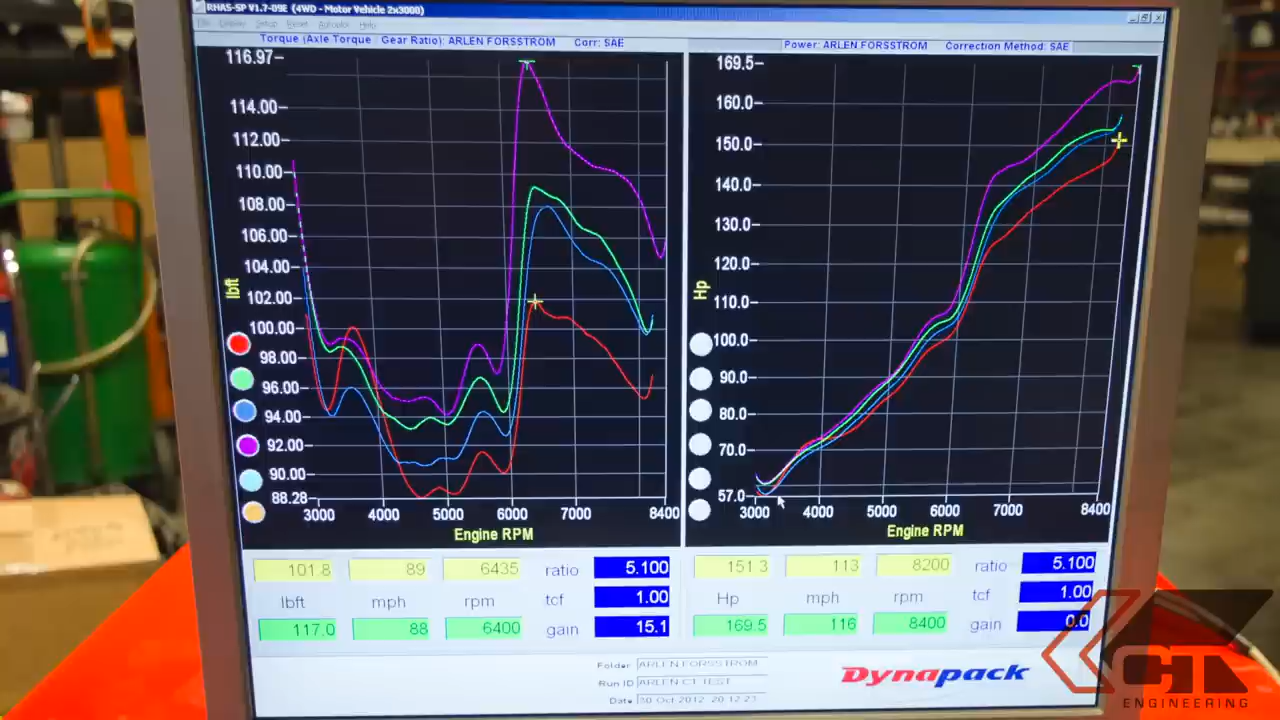 RHAS-SP V1.7-09E (4WD - Motor Vehicle 2x3000)
File Display Setup Reset Autoadv Help
Torque (Axle Torque Gear Ratio): ARLEN FORSSTROM Corr: SAE
Power: ARLEN FORSSTROM Correction Method: SAE
116.97
114.00
112.00
110.00
108.00
106.00
104.00
102.00
100.00
98.00
96.00
94.00
92.00
90.00
88.28
lbft
3000 4000 5000 6000 7000 8400
Engine RPM
169.5
160.0
150.0
140.0
130.0
120.0
110.0
100.0
90.0
80.0
70.0
57.0
Hp
3000 4000 5000 6000 7000 8400
Engine RPM
101.8 89 6435 ratio 5.100
lbft mph rpm tcf 1.00
117.0 88 6400 gain 15.1
151.3 113 8200 ratio 5.100
Hp mph rpm tcf 1.00
169.5 116 8400 gain 0.0
Folder ARLEN FORSSTROM
Run ID ARLEN CT TEST
Date 30 Oct 2012 20:12:23
Dynapack
CT
ENGINEERING